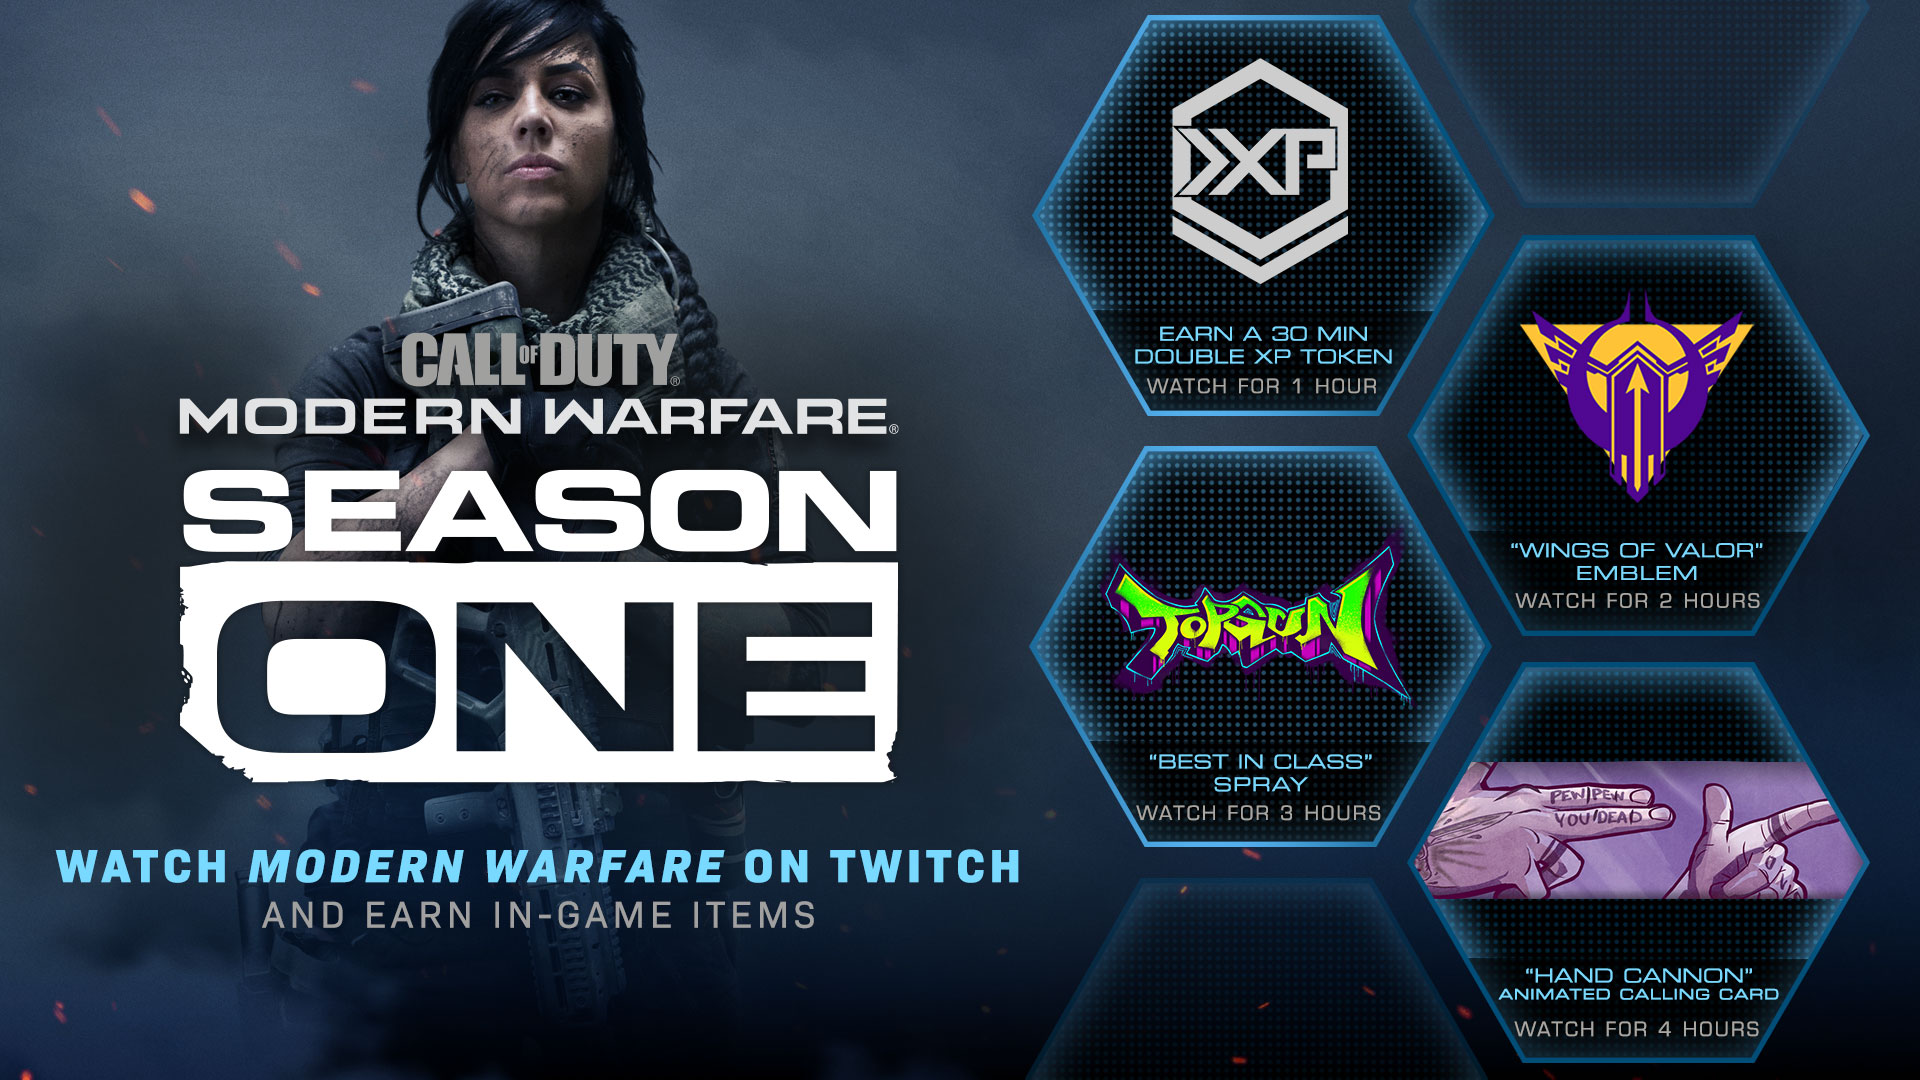 CALL OF DUTY®
MODERN WARFARE®
SEASON
ONE
WATCH MODERN WARFARE ON TWITCH
AND EARN IN-GAME ITEMS
DXP
EARN A 30 MIN
DOUBLE XP TOKEN
WATCH FOR 1 HOUR
“WINGS OF VALOR”
EMBLEM
WATCH FOR 2 HOURS
TOPGUN
“BEST IN CLASS”
SPRAY
WATCH FOR 3 HOURS
PEW/PEW
YOU/DEAD
“HAND CANNON”
ANIMATED CALLING CARD
WATCH FOR 4 HOURS